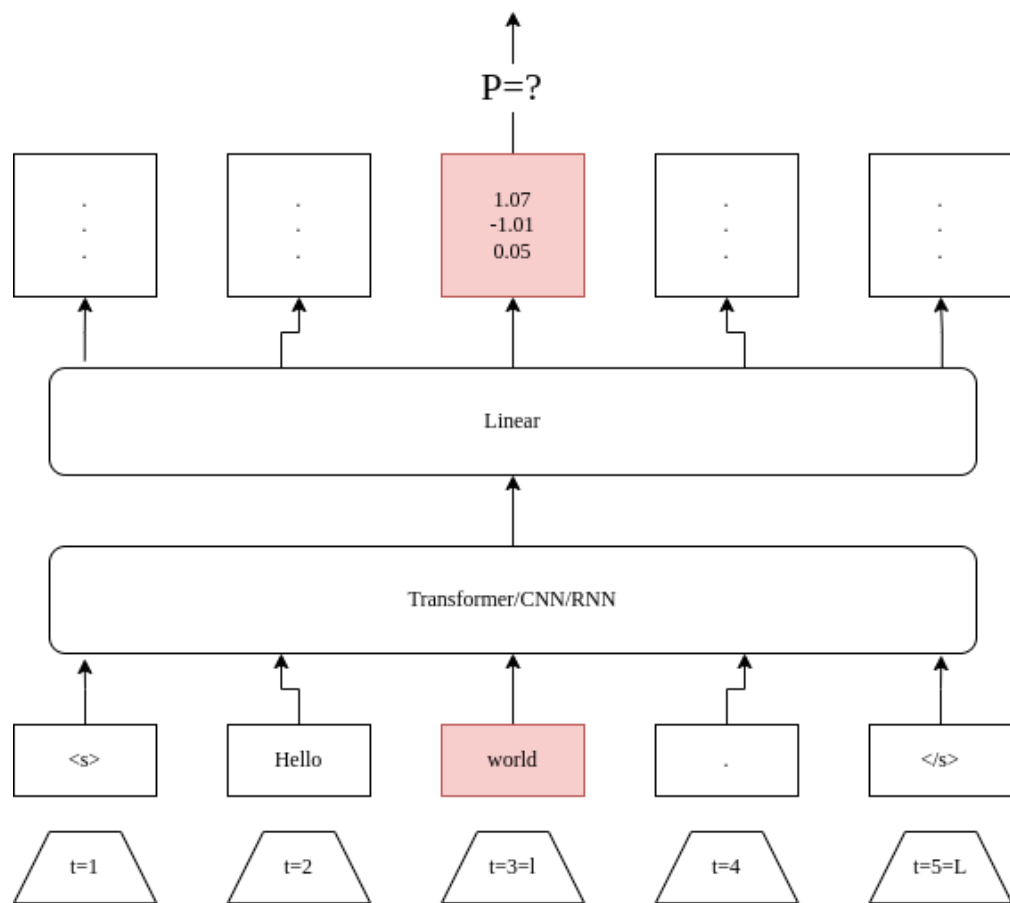 P=?
. . 1.07 . .
. . -1.01 . .
. . 0.05 . .
Linear
Transformer/CNN/RNN
<s> Hello world . </s>
t=1 t=2 t=3=l t=4 t=5=L